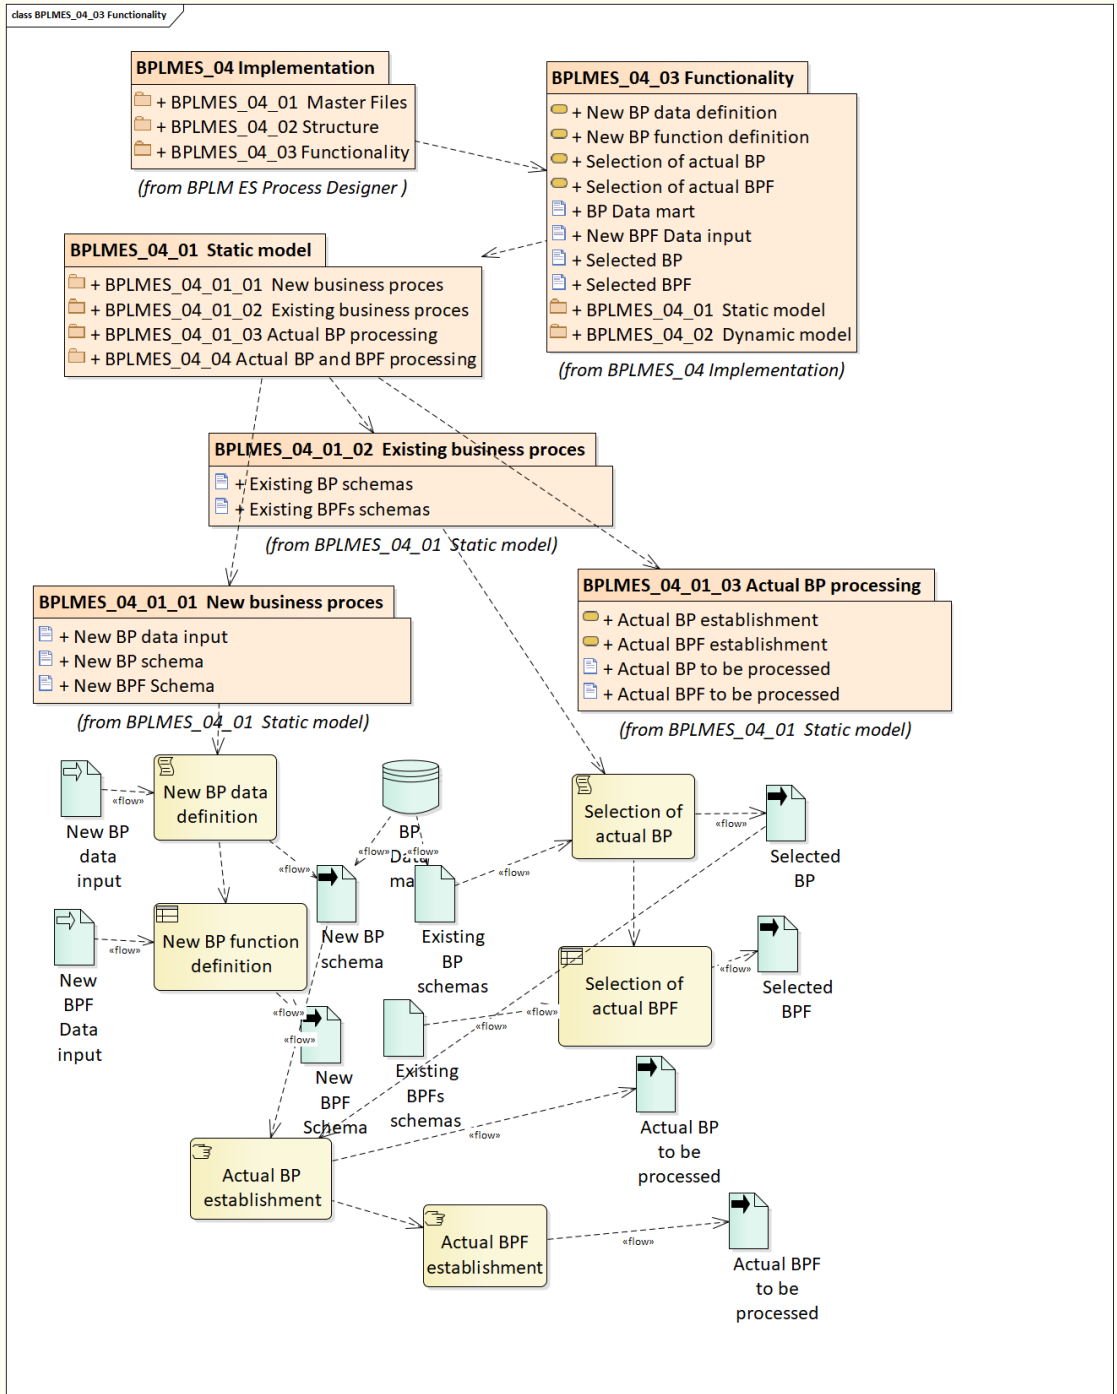 class BPLMES_04_03 Functionality
BPLMES_04 Implementation
+ BPLMES_04_01  Master Files
+ BPLMES_04_02 Structure
+ BPLMES_04_03 Functionality
(from BPLM ES Process Designer )
BPLMES_04_03 Functionality
+ New BP data definition
+ New BP function definition
+ Selection of actual BP
+ Selection of actual BPF
+ BP Data mart
+ New BPF Data input
+ Selected BP
+ Selected BPF
+ BPLMES_04_01  Static model
+ BPLMES_04_02  Dynamic model
(from BPLMES_04 Implementation)
BPLMES_04_01  Static model
+ BPLMES_04_01_01  New business proces
+ BPLMES_04_01_02  Existing business proces
+ BPLMES_04_01_03 Actual BP processing
+ BPLMES_04_04 Actual BP and BPF processing
BPLMES_04_01_02  Existing business proces
+ Existing BP schemas
+ Existing BPFs schemas
(from BPLMES_04_01  Static model)
BPLMES_04_01_01  New business proces
+ New BP data input
+ New BP schema
+ New BPF Schema
(from BPLMES_04_01  Static model)
BPLMES_04_01_03 Actual BP processing
+ Actual BP establishment
+ Actual BPF establishment
+ Actual BP to be processed
+ Actual BPF to be processed
(from BPLMES_04_01  Static model)
New BP
data
input
«flow»
New BP data
definition
«flow»
BP
Data
ma
«flow»
«flow»
«flow»
Selection of
actual BP
«flow»
Selected
BP
New
BPF
Data
input
«flow»
New BP function
definition
«flow»
New BP
schema
Existing
BP
schemas
Selection of
actual BPF
«flow»
Selected
BPF
«flow»
New
BPF
Schema
Existing
BPFs
schemas
«flow»
«flow»
Actual BP
establishment
«flow»
Actual BP
to be
processed
Actual BPF
establishment
«flow»
Actual BPF
to be
processed